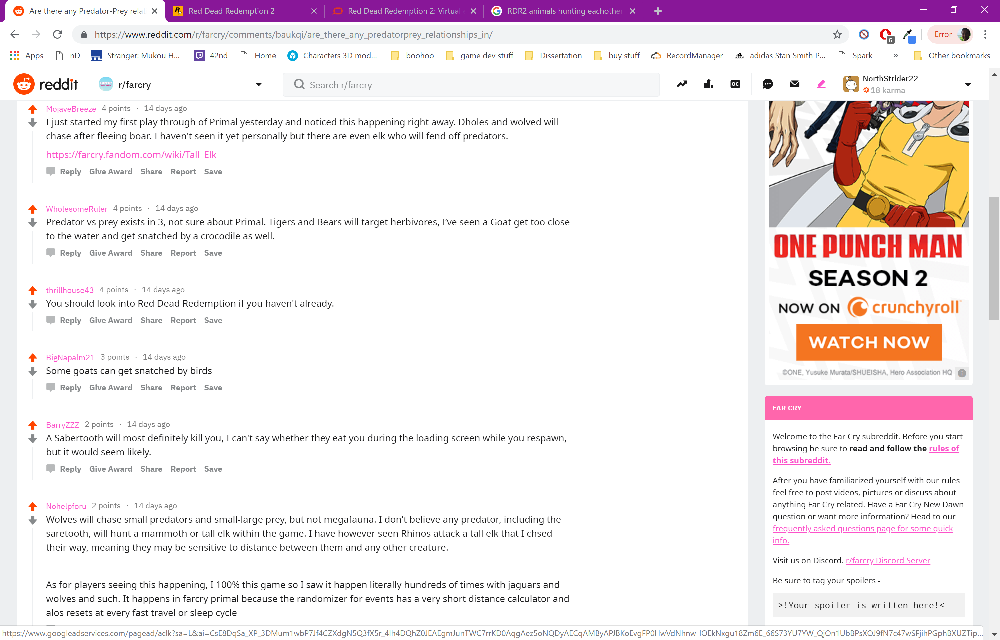 Are there any Predator-Prey relat
Red Dead Redemption 2
Red Dead Redemption 2: Virtual
RDR2 animals hunting eachother
https://www.reddit.com/r/farcry/comments/baukqi/are_there_any_predatorprey_relationships_in/
6
Error
Apps
nD
MAL
Stranger: Mukou H...
42nd
Home
Characters 3D mod...
boohoo
game dev stuff
Dissertation
buy stuff
RecordManager
adidas Stan Smith P...
Spark
»
Other bookmarks
reddit
r/farcry
Search r/farcry
OC
NorthStrider22
18 karma
MojaveBreeze 4 points · 14 days ago
I just started my first play through of Primal yesterday and noticed this happening right away. Dholes and wolved will
chase after fleeing boar. I haven't seen it yet personally but there are even elk who will fend off predators.
https://farcry.fandom.com/wiki/Tall_Elk
Reply Give Award Share Report Save
WholesomeRuler 4 points · 14 days ago
Predator vs prey exists in 3, not sure about Primal. Tigers and Bears will target herbivores, I’ve seen a Goat get too close
to the water and get snatched by a crocodile as well.
Reply Give Award Share Report Save
thrillhouse43 4 points · 14 days ago
You should look into Red Dead Redemption if you haven't already.
Reply Give Award Share Report Save
BigNapalm21 3 points · 14 days ago
Some goats can get snatched by birds
Reply Give Award Share Report Save
BarryZZZ 2 points · 14 days ago
A Sabertooth will most definitely kill you, I can't say whether they eat you during the loading screen while you respawn,
but it would seem likely.
Reply Give Award Share Report Save
Nohelpforu 2 points · 14 days ago
Wolves will chase small predators and small-large prey, but not megafauna. I don't believe any predator, including the
saretooth, will hunt a mammoth or tall elk within the game. I have however seen Rhinos attack a tall elk that I chsed
their way, meaning they may be sensitive to distance between them and any other creature.
As for players seeing this happening, I 100% this game so I saw it happen literally hundreds of times with jaguars and
wolves and such. It happens in farcry primal because the randomizer for events has a very short distance calculator and
alos resets at every fast travel or sleep cycle
ONE PUNCH MAN
SEASON 2
NOW ON crunchyroll
WATCH NOW
©ONE, Yusuke Murata/SHUEISHA, Hero Association HQ
FAR CRY
Welcome to the Far Cry subreddit. Before you start
browsing be sure to read and follow the rules of
this subreddit.
After you have familiarized yourself with our rules
feel free to post videos, pictures or discuss about
anything Far Cry related. Have a Far Cry New Dawn
question or want more information? Head to our
frequently asked questions page for some quick
info.
Visit us on Discord. r/farcry Discord Server
Be sure to tag your spoilers -
>!Your spoiler is written here!<